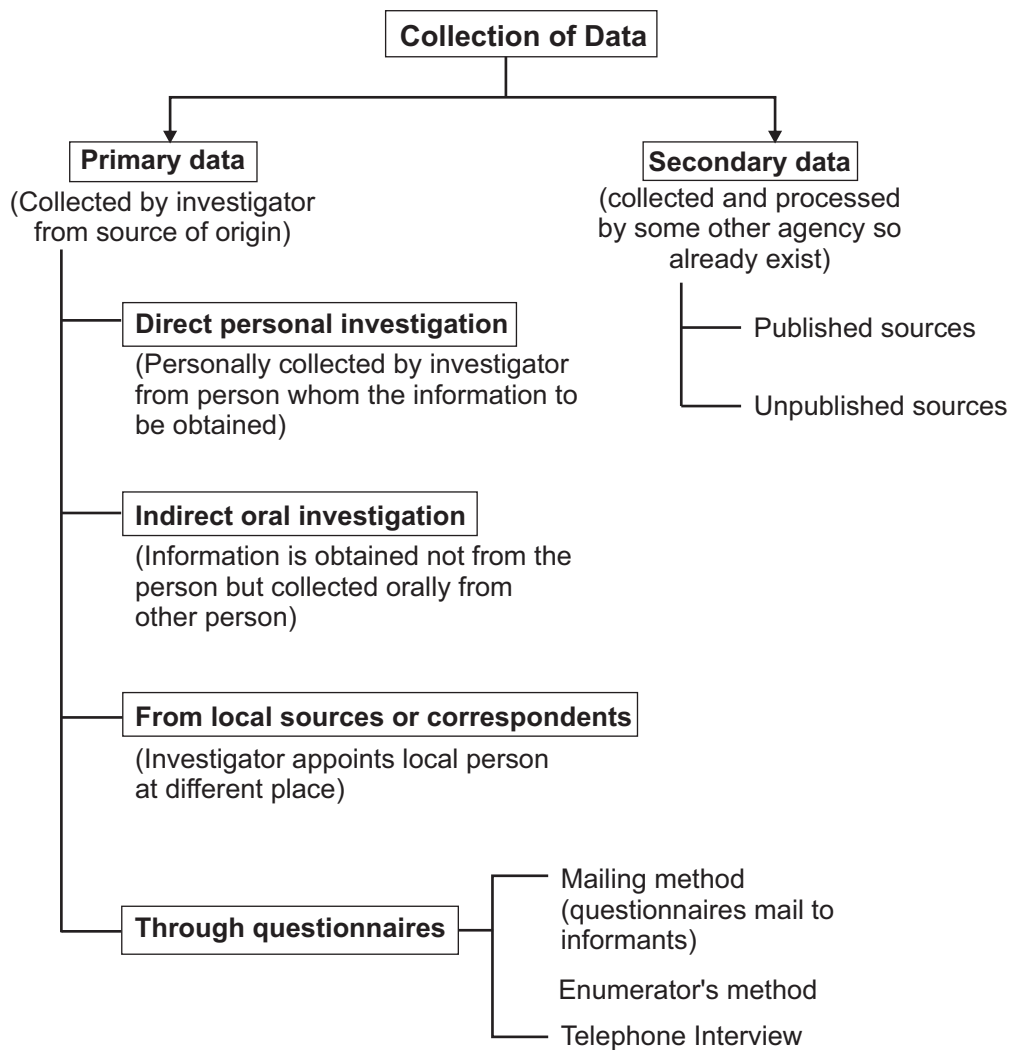 Collection of Data
Primary data
(Collected by investigator
from source of origin)
Direct personal investigation
(Personally collected by investigator
from person whom the information to
be obtained)
Indirect oral investigation
(Information is obtained not from the
person but collected orally from
other person)
From local sources or correspondents
(Investigator appoints local person
at different place)
Through questionnaires
Mailing method
(questionnaires mail to
informants)
Enumerator's method
Telephone Interview
Secondary data
(collected and processed
by some other agency so
already exist)
Published sources
Unpublished sources